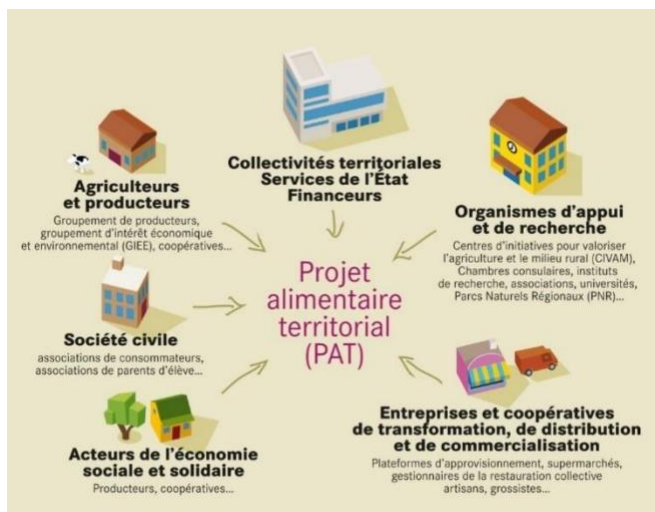 Collectivités territoriales
Services de l'État
Financeurs
Agriculteurs
et producteurs
Groupement de producteurs,
groupement d'intérêt économique
et environnemental (GIEE), coopératives...
Organismes d'appui
et de recherche
Centres d'initiatives pour valoriser
l'agriculture et le milieu rural (CIVAM),
Chambres consulaires, instituts
de recherche, associations, universités,
Parcs Naturels Régionaux (PNR)...
Projet
alimentaire
territorial
(PAT)
Société civile
associations de consommateurs,
associations de parents d'élève...
Acteurs de l'économie
sociale et solidaire
Producteurs, coopératives...
Entreprises et coopératives
de transformation, de distribution
et de commercialisation
Plateformes d'approvisionnement, supermarchés,
gestionnaires de la restauration collective
artisans, grossistes...